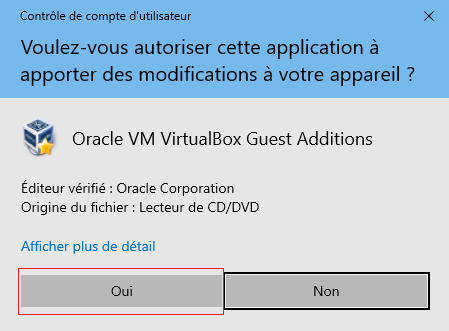 Contrôle de compte d'utilisateur
Voulez-vous autoriser cette application à
apporter des modifications à votre appareil ?
Oracle VM VirtualBox Guest Additions
Éditeur vérifié : Oracle Corporation
Origine du fichier : Lecteur de CD/DVD
Afficher plus de détail
Oui
Non